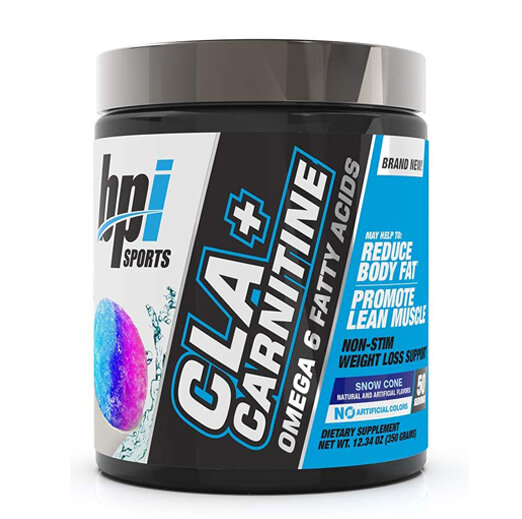 bpi
SPORTS
CLA +
CARNITINE
OMEGA 6 FATTY ACIDS
BRAND NEW!
MAY HELP TO:
REDUCE
BODY FAT
PROMOTE
LEAN MUSCLE
NON-STIM
WEIGHT LOSS SUPPORT
SNOW CONE
NATURAL AND ARTIFICIAL FLAVORS
50
NO ARTIFICIAL COLORS
DIETARY SUPPLEMENT
NET WT. 12.34 OZ (350 GRAMS)